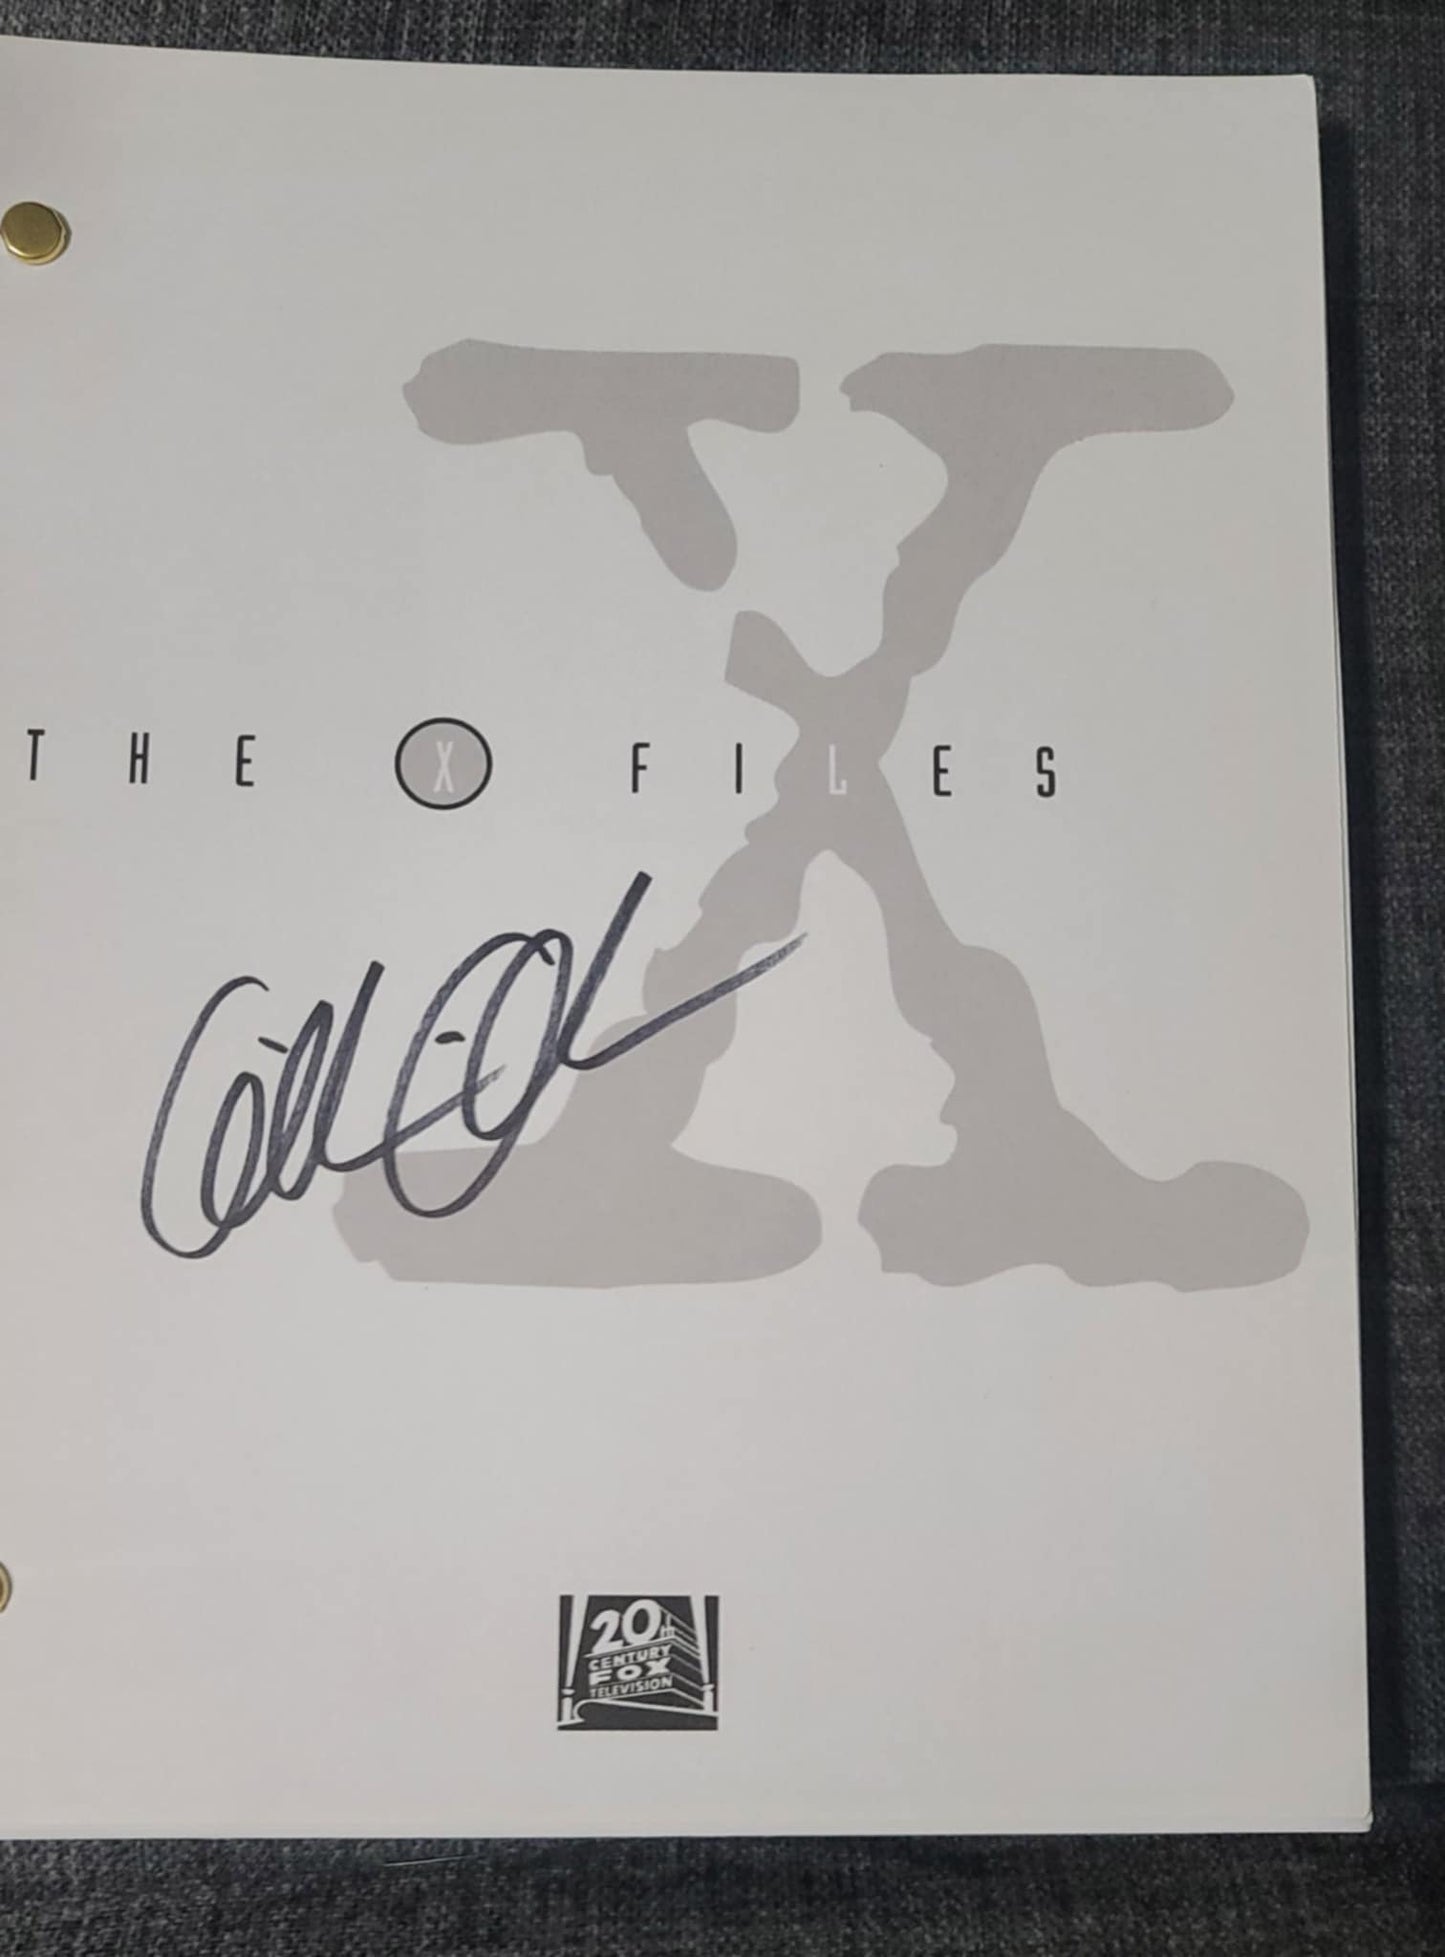 THE X FILES
20th
CENTURY
FOX
TELEVISION